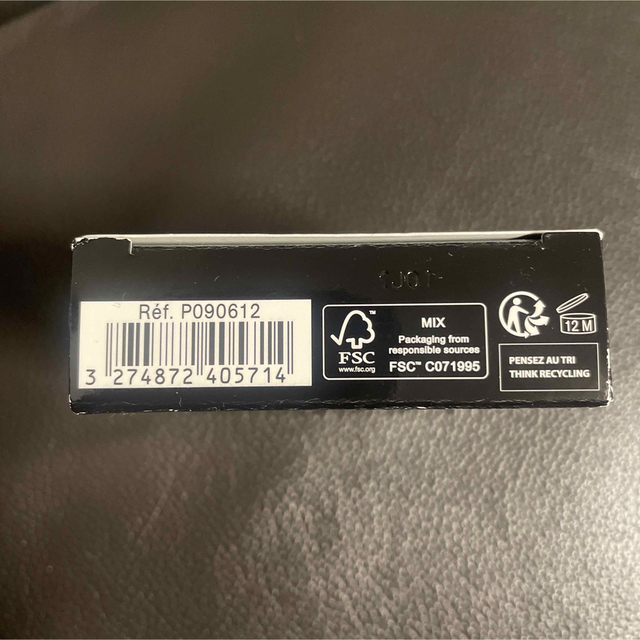 1J01
Réf. P090612
3 274872 405714
FSC
www.fsc.org
MIX
Packaging from
responsible sources
FSC™ C071995
12 M
PENSEZ AU TRI
THINK RECYCLING